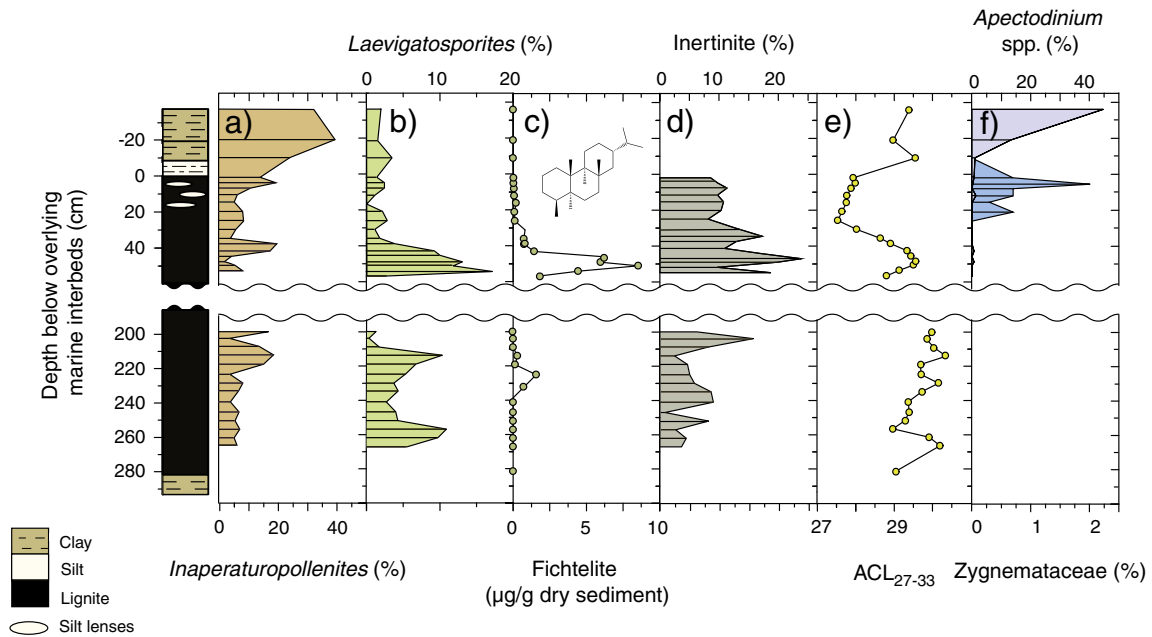 Apectodinium
Laevigatosporites (%) Inertinite (%) spp. (%)
0 10 20 0 10 20 0 20 40
a) b) c) d) e) f)
-20
0
20
40
200
220
240
260
280
Depth below overlying
marine interbeds (cm)
0 20 40 0 5 10 27 29 0 1 2
Inaperaturopollenites (%) Fichtelite ACL27-33 Zygnemataceae (%)
(µg/g dry sediment)
Clay
Silt
Lignite
Silt lenses